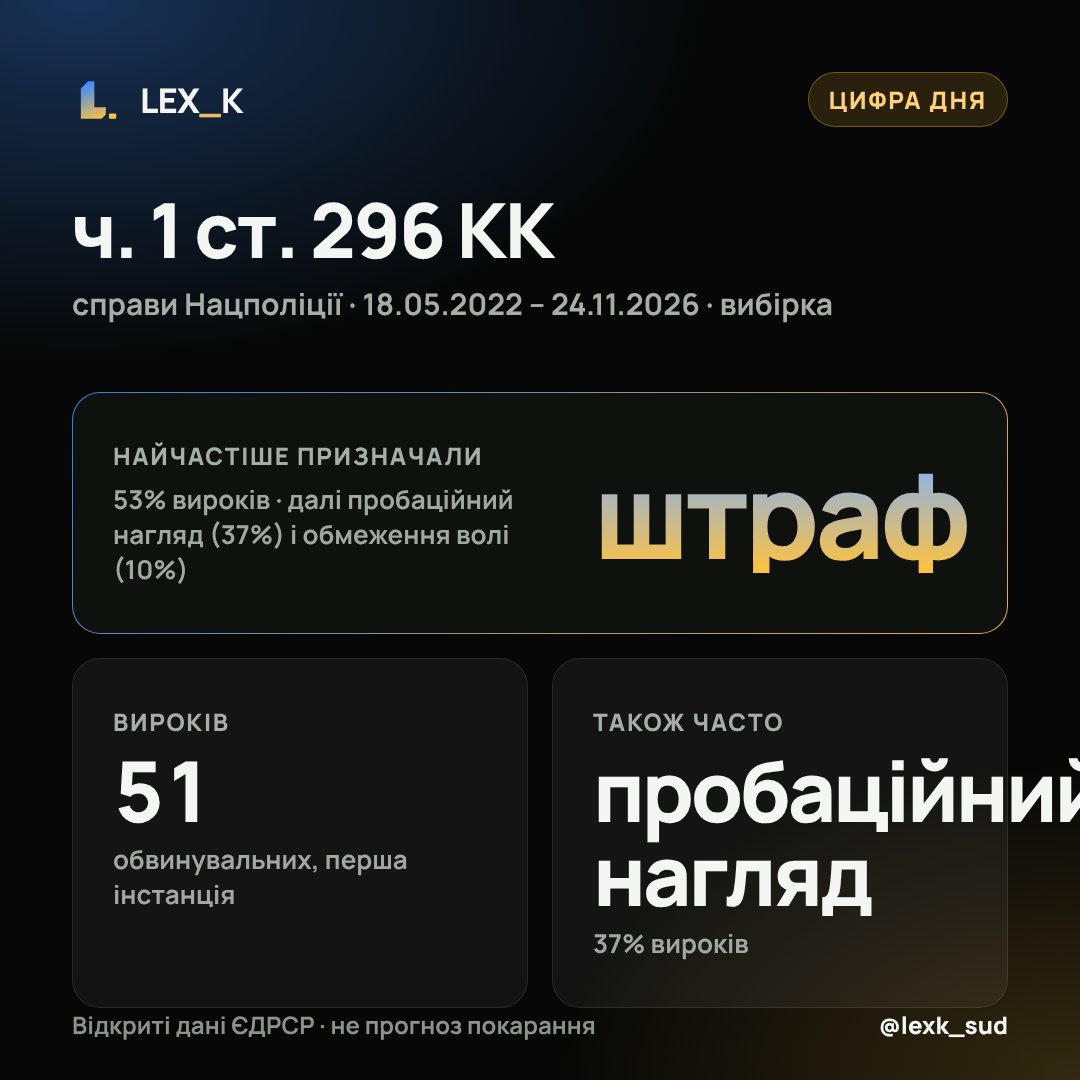 L. LEX_K
ЦИФРА ДНЯ
ч. 1 ст. 296 КК
справи Нацполіції · 18.05.2022 – 24.11.2026 · вибірка
НАЙЧАСТІШЕ ПРИЗНАЧАЛИ
53% вироків · далі пробаційний
нагляд (37%) і обмеження волі
(10%)
штраф
ВИРОКІВ
51
обвинувальних, перша
інстанція
ТАКОЖ ЧАСТО
пробаційний
нагляд
37% вироків
Відкриті дані ЄДРСР · не прогноз покарання
@lexk_sud